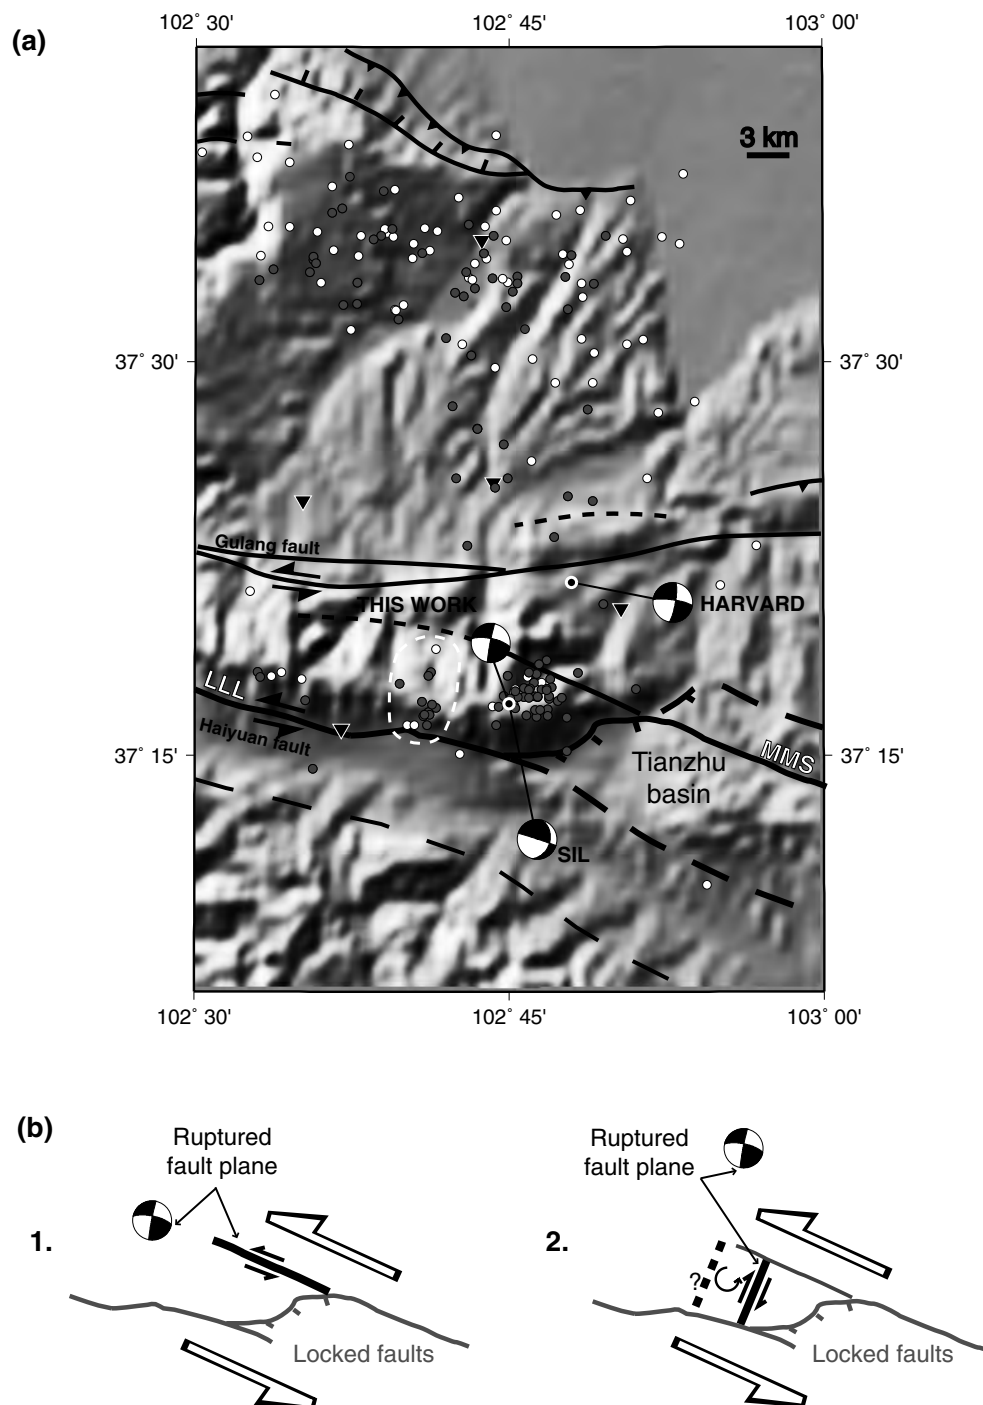 (a)
102° 30'
102° 45'
103° 00'
3 km
37° 30'
37° 30'
Gulang fault
THIS WORK
HARVARD
LLL
Haiyuan fault
37° 15'
37° 15'
MMS
Tianzhu
basin
SIL
102° 30'
102° 45'
103° 00'
(b)
Ruptured
fault plane
1.
Locked faults
Ruptured
fault plane
2.
?
Locked faults